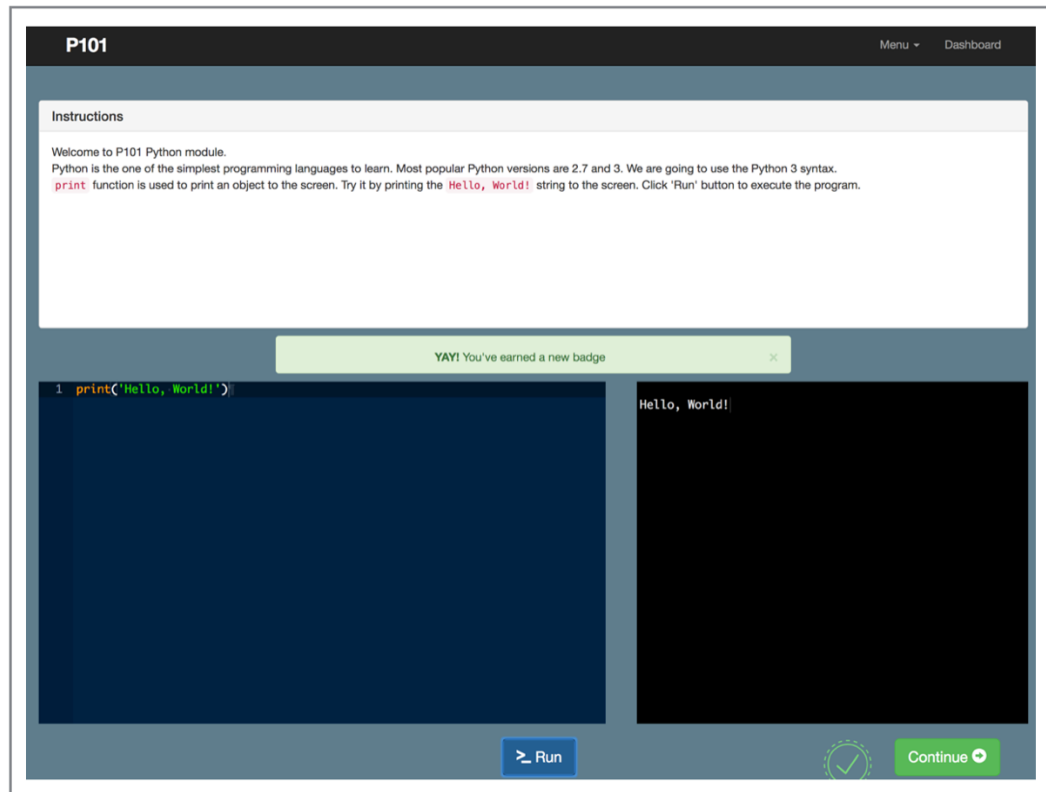 P101
Menu
Dashboard
Instructions
Welcome to P101 Python module.
Python is the one of the simplest programming languages to learn. Most popular Python versions are 2.7 and 3. We are going to use the Python 3 syntax.
print function is used to print an object to the screen. Try it by printing the Hello, World! string to the screen. Click 'Run' button to execute the program.
YAY! You've earned a new badge ×
1 print('Hello, World!')
Hello, World!
>_ Run
Continue